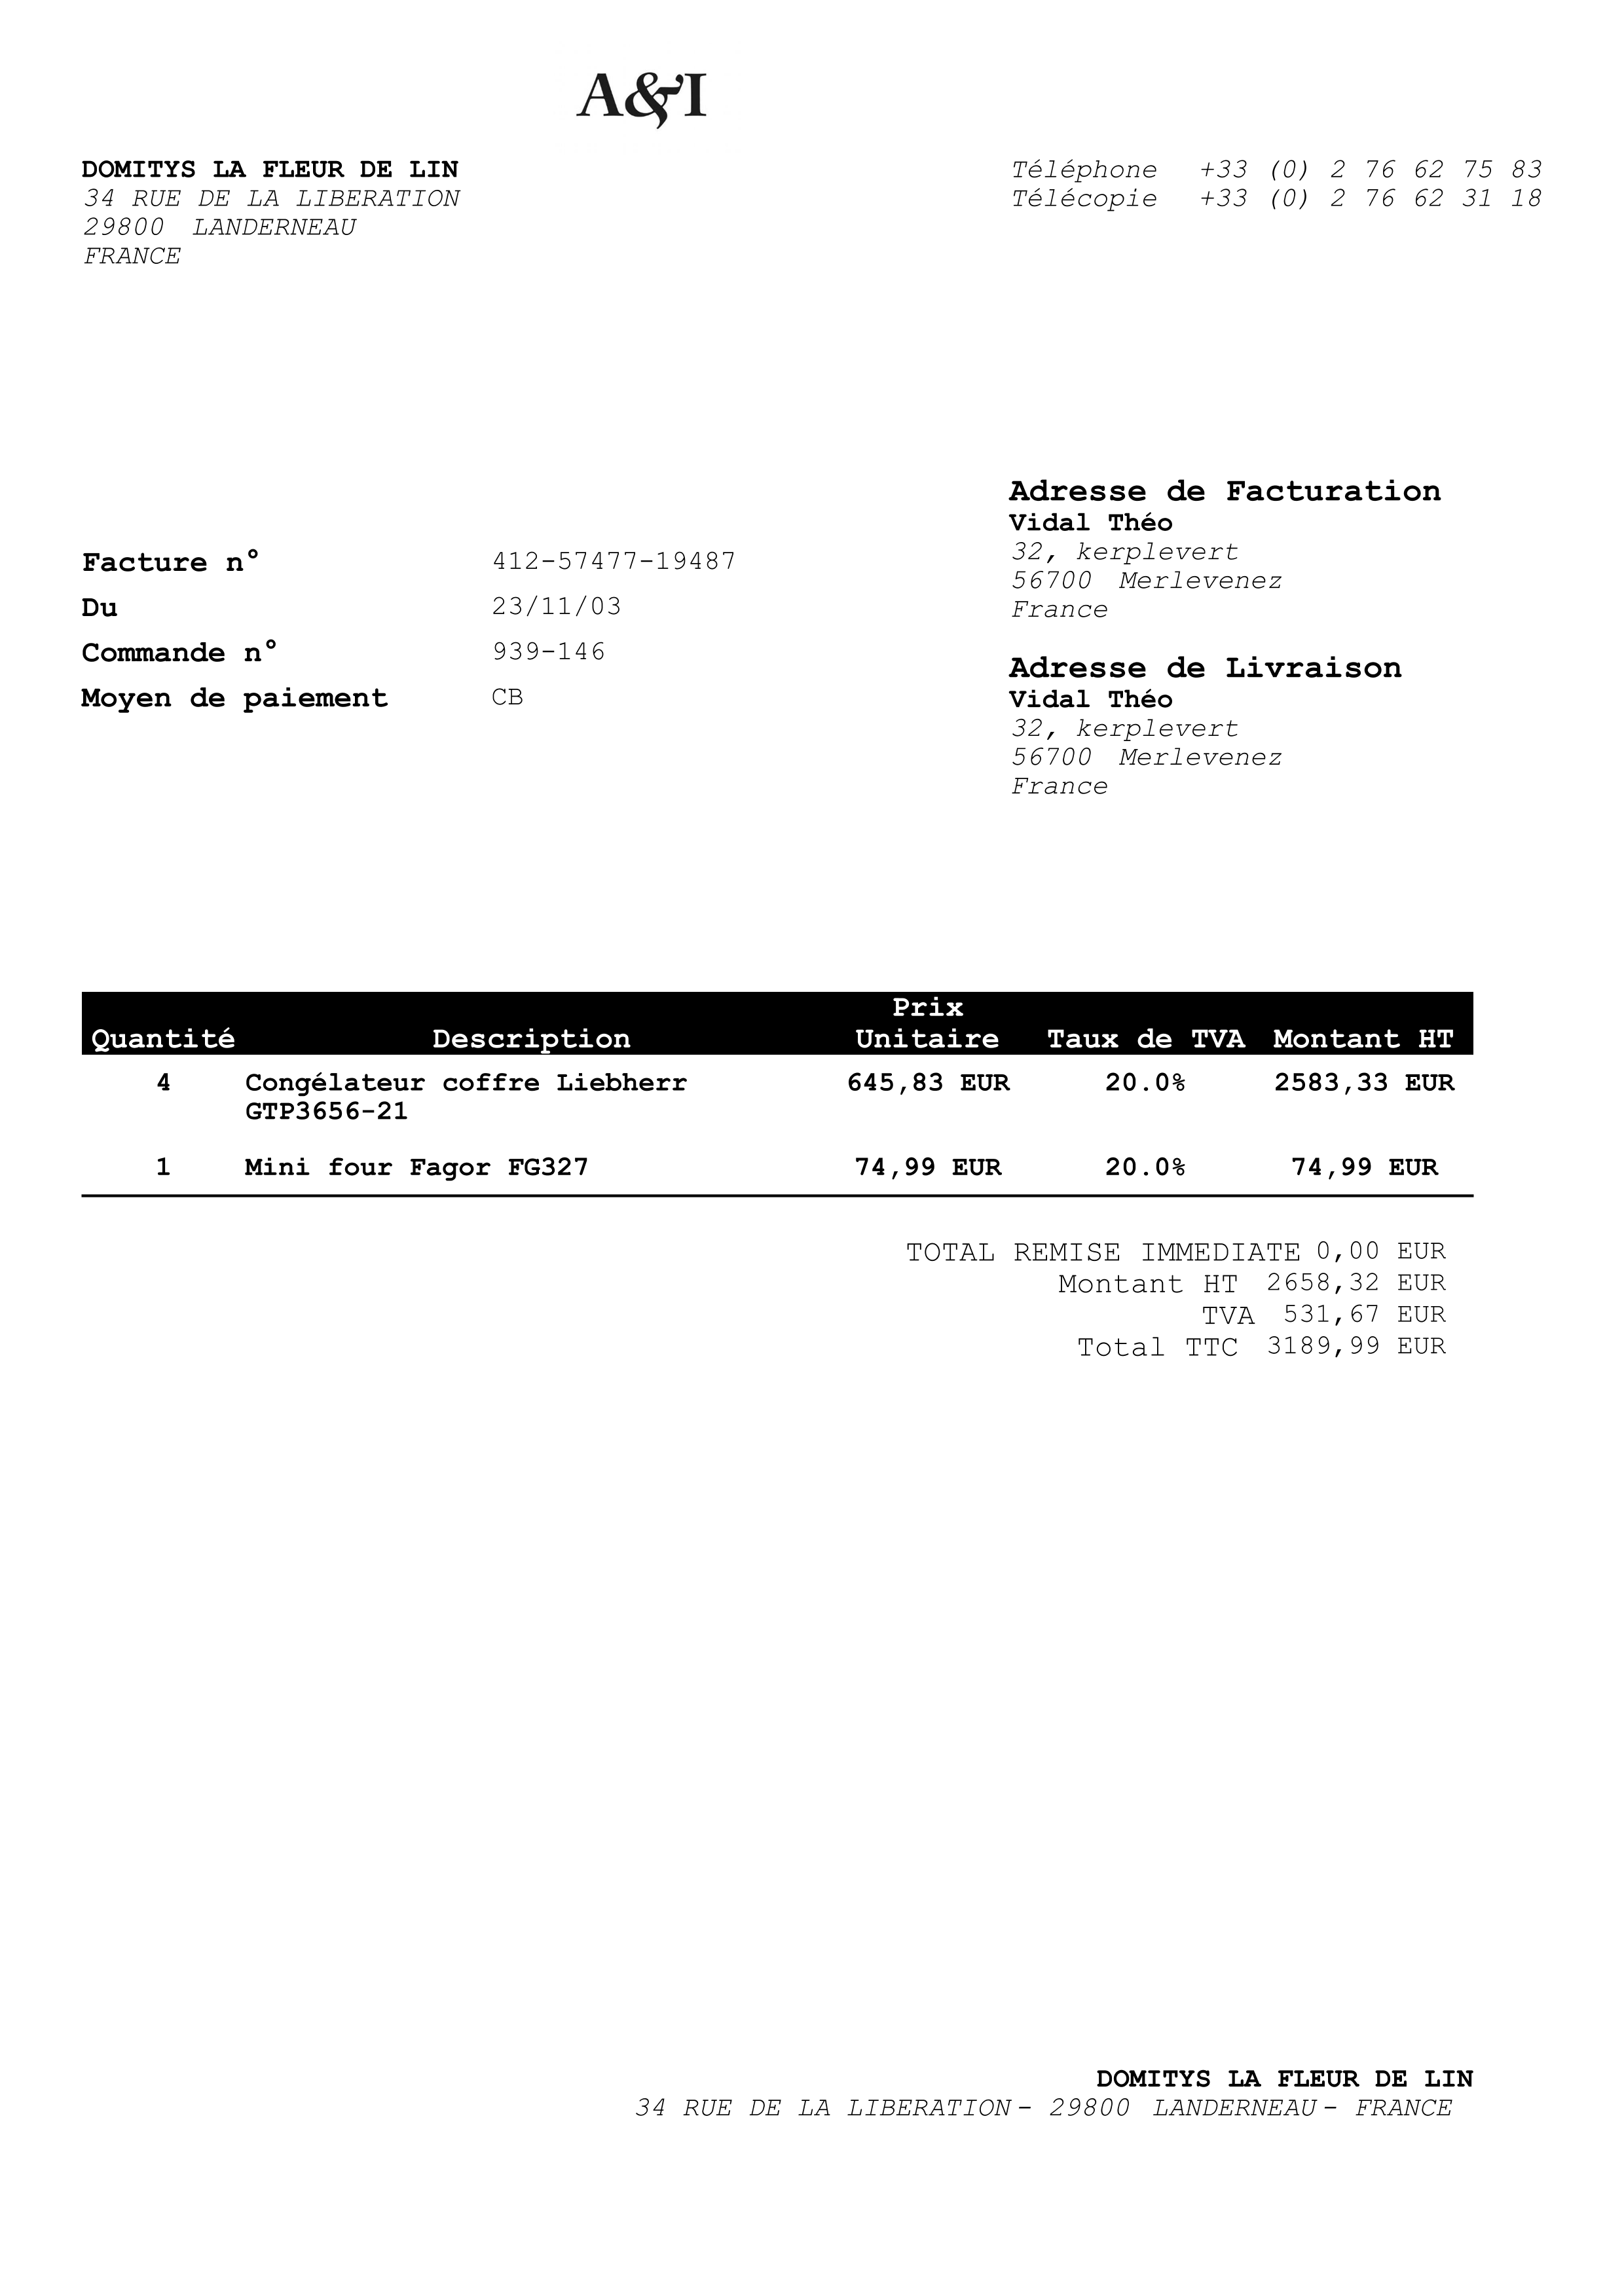 A&I
DOMITYS LA FLEUR DE LIN
34 RUE DE LA LIBERATION
29800 LANDERNEAU
FRANCE
Téléphone +33 (0) 2 76 62 75 83
Télécopie +33 (0) 2 76 62 31 18
Adresse de Facturation
Vidal Théo
32, kerplevert
56700 Merlevenez
France
Facture n° 412-57477-19487
Du 23/11/03
Commande n° 939-146
Moyen de paiement CB
Adresse de Livraison
Vidal Théo
32, kerplevert
56700 Merlevenez
France
Quantité Description Prix Unitaire Taux de TVA Montant HT
4 Congélateur coffre Liebherr 645,83 EUR 20.0% 2583,33 EUR
GTP3656-21
1 Mini four Fagor FG327 74,99 EUR 20.0% 74,99 EUR
TOTAL REMISE IMMEDIATE 0,00 EUR
Montant HT 2658,32 EUR
TVA 531,67 EUR
Total TTC 3189,99 EUR
DOMITYS LA FLEUR DE LIN
34 RUE DE LA LIBERATION - 29800 LANDERNEAU - FRANCE